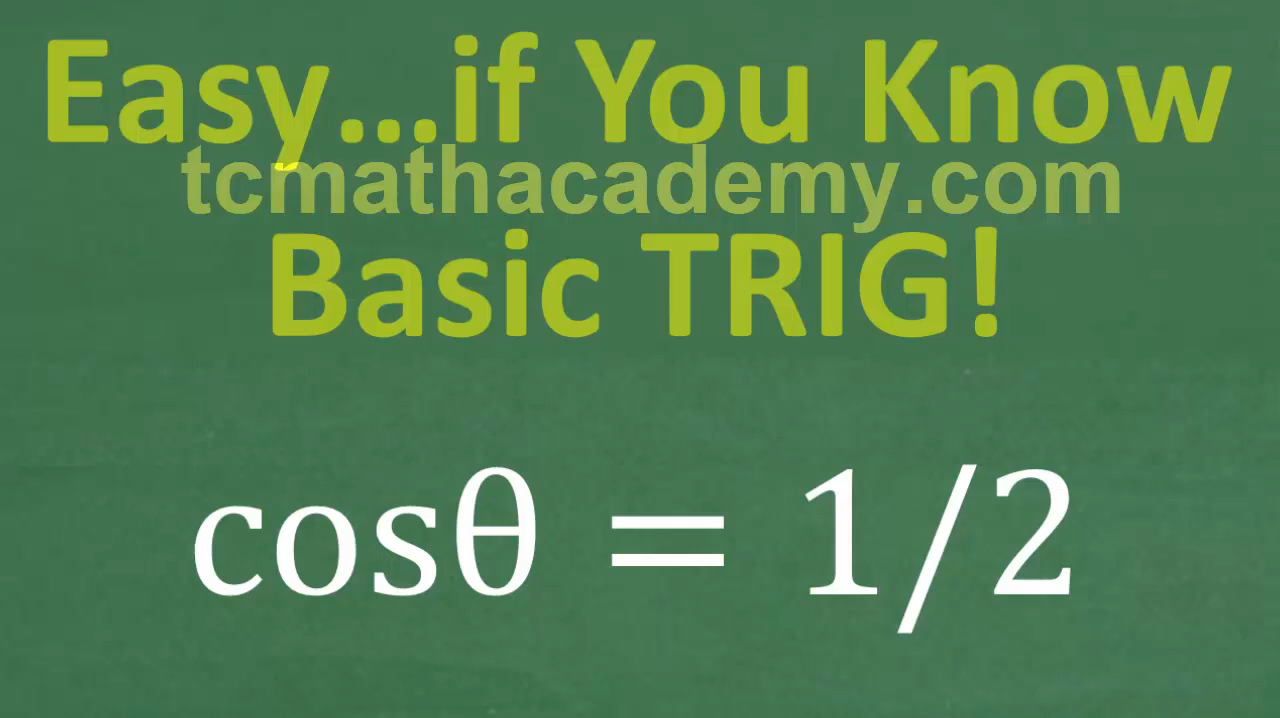 Easy...if You Know
tcmathacademy.com
Basic TRIG!
cosθ = 1/2